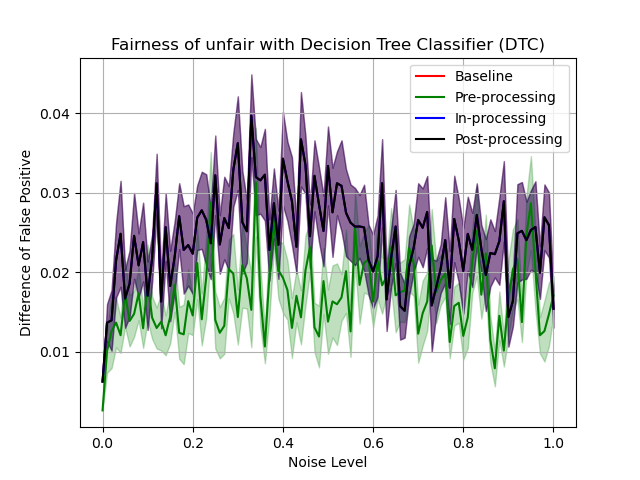 Fairness of unfair with Decision Tree Classifier (DTC)
Baseline
Pre-processing
In-processing
Post-processing
Difference of False Positive
0.04
0.03
0.02
0.01
0.0 0.2 0.4 0.6 0.8 1.0
Noise Level